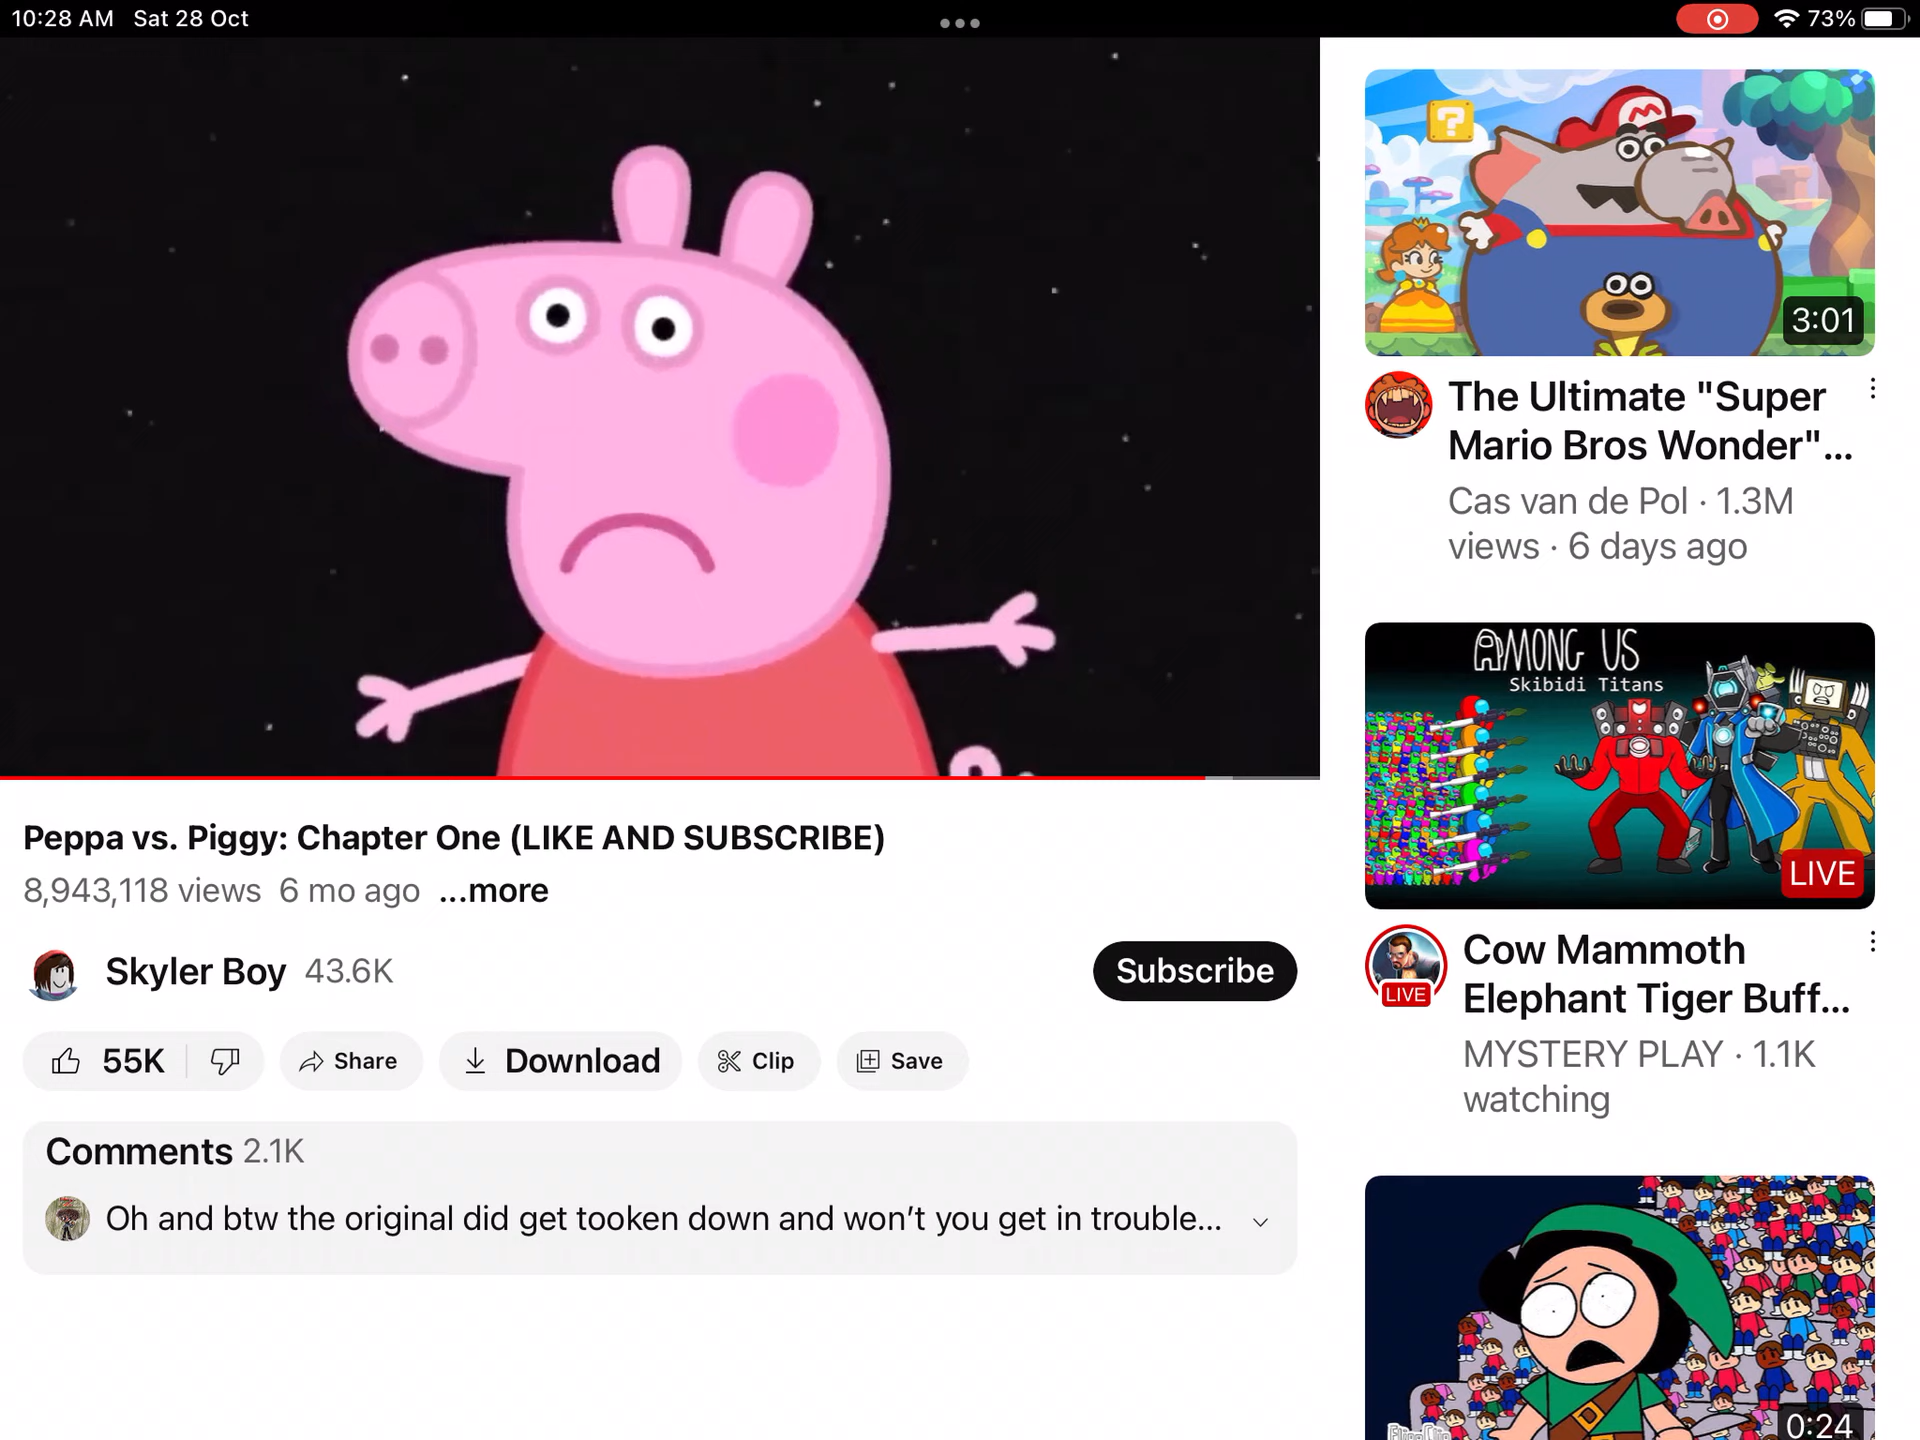 10:28 AM Sat 28 Oct
73%
Peppa vs. Piggy: Chapter One (LIKE AND SUBSCRIBE)
8,943,118 views 6 mo ago ...more
Skyler Boy 43.6K
Subscribe
55K
Share
Download
Clip
Save
Comments 2.1K
Oh and btw the original did get tooken down and won’t you get in trouble...
?
M
3:01
The Ultimate "Super
Mario Bros Wonder"...
Cas van de Pol · 1.3M
views · 6 days ago
AMONG US
Skibidi Titans
LIVE
LIVE
Cow Mammoth
Elephant Tiger Buff...
MYSTERY PLAY · 1.1K
watching
D
FlipaClip
0:24